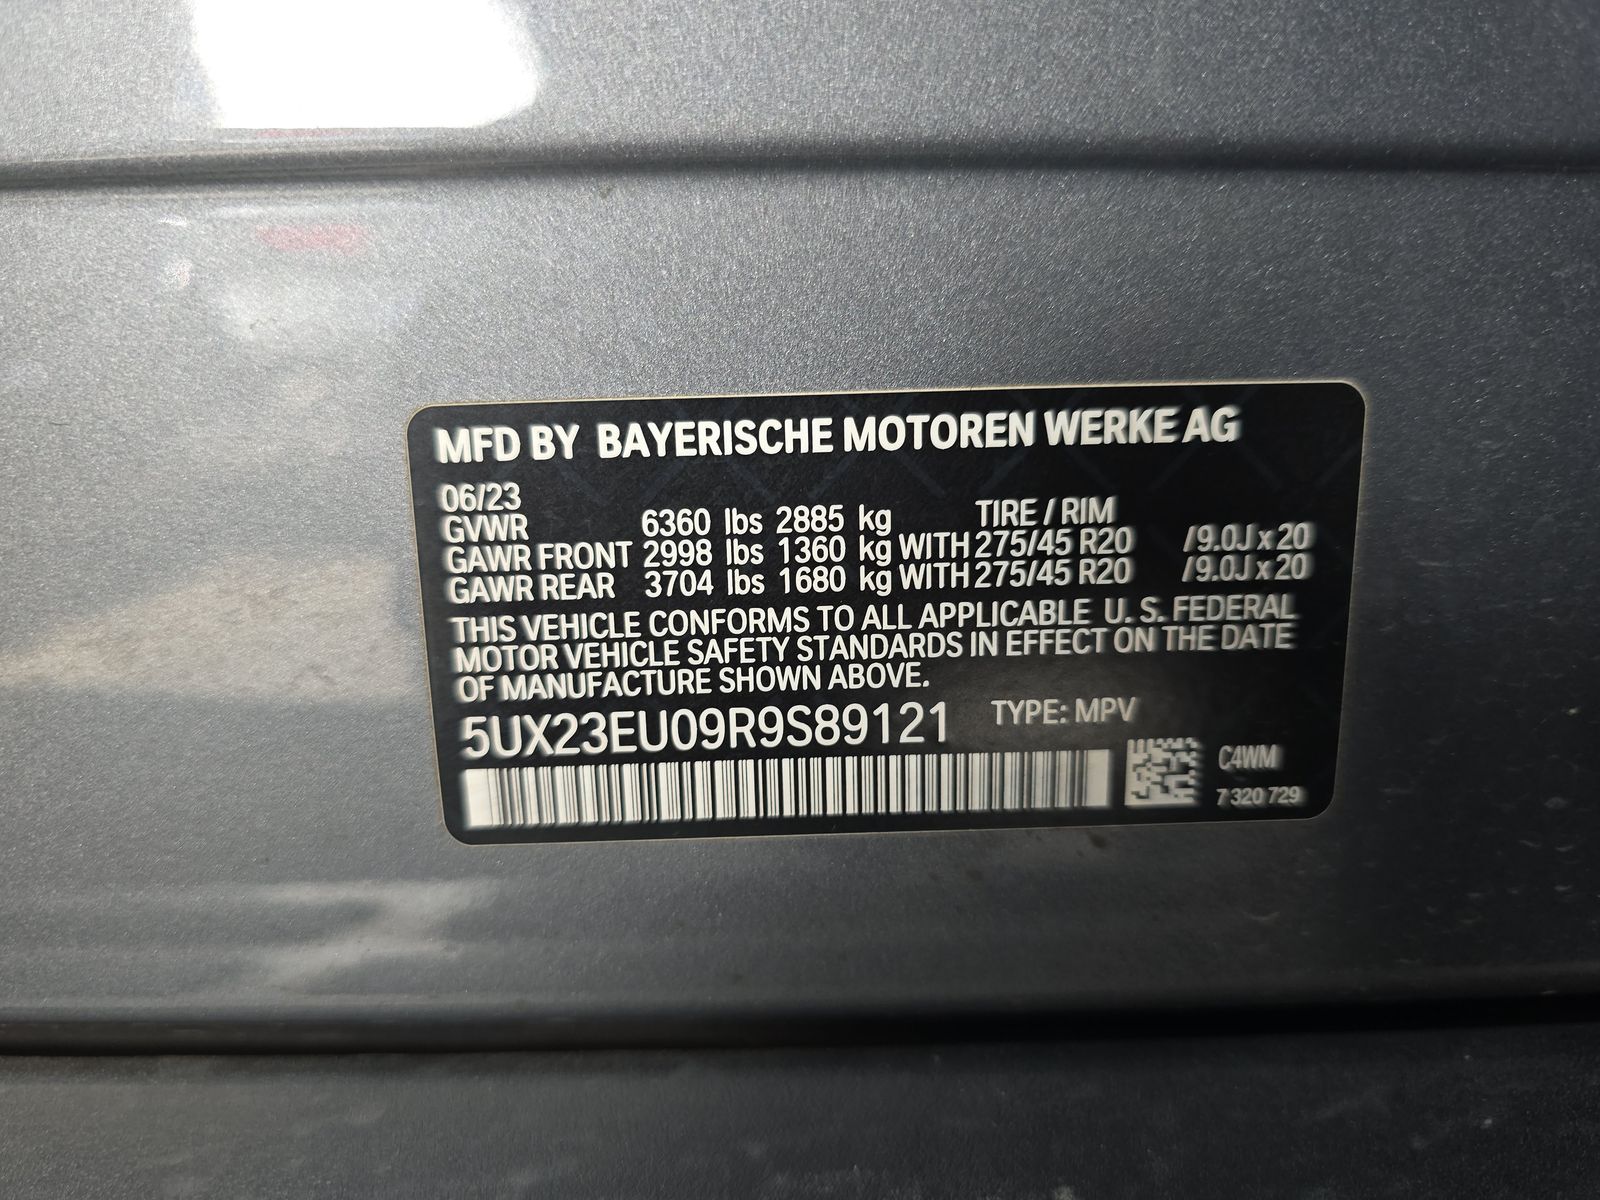 MFD BY BAYERISCHE MOTOREN WERKE AG
06/23
GVWR 6360 lbs 2885 kg TIRE / RIM
GAWR FRONT 2998 lbs 1360 kg WITH 275/45 R20 /9.0J x 20
GAWR REAR 3704 lbs 1680 kg WITH 275/45 R20 /9.0J x 20
THIS VEHICLE CONFORMS TO ALL APPLICABLE U. S. FEDERAL
MOTOR VEHICLE SAFETY STANDARDS IN EFFECT ON THE DATE
OF MANUFACTURE SHOWN ABOVE.
5UX23EU09R9S89121 TYPE: MPV
C4WM
7 320 729